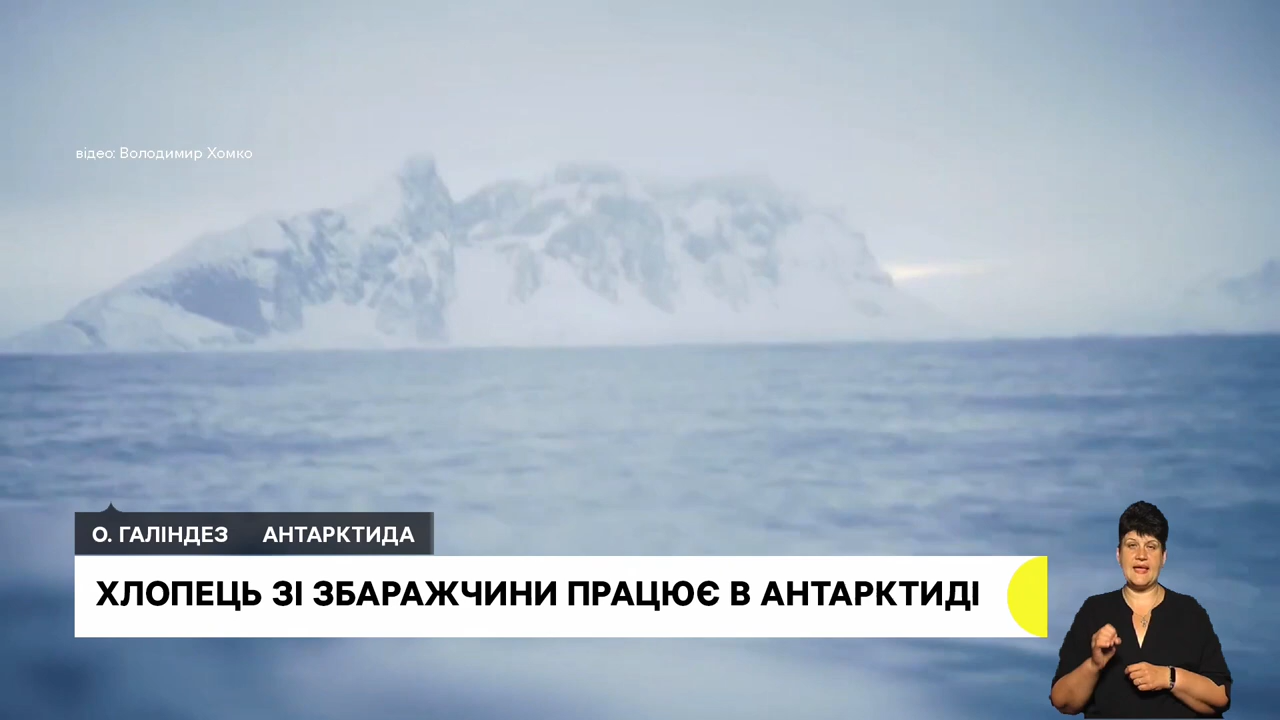 відео: Володимир Хомко
О. ГАЛІНДЕЗ АНТАРКТИДА
ХЛОПЕЦЬ ЗІ ЗБАРАЖЧИНИ ПРАЦЮЄ В АНТАРКТИДІ